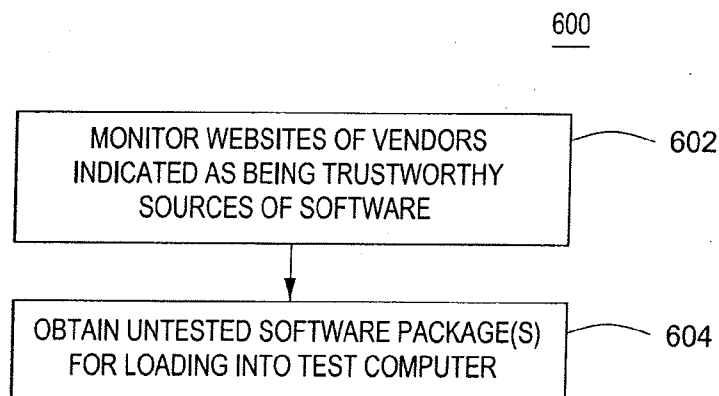 600
MONITOR WEBSITES OF VENDORS
INDICATED AS BEING TRUSTWORTHY
SOURCES OF SOFTWARE
602
OBTAIN UNTESTED SOFTWARE PACKAGE(S)
FOR LOADING INTO TEST COMPUTER
604